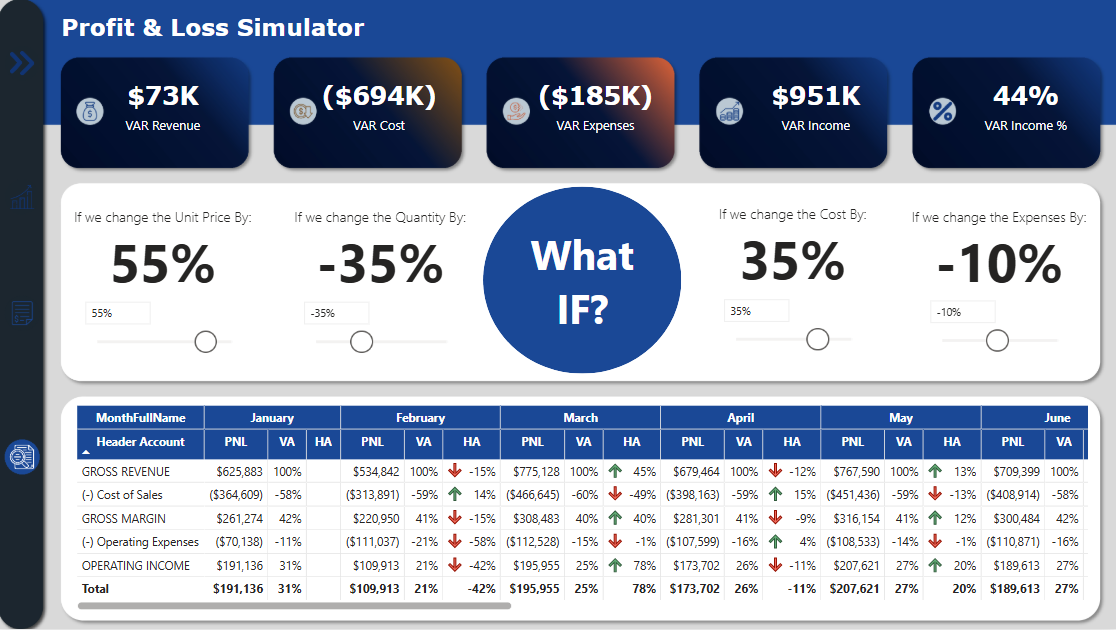 Profit & Loss Simulator
$73K ($694K) ($185K) $951K 44%
VAR Revenue VAR Cost VAR Expenses VAR Income VAR Income %
If we change the Unit Price By: If we change the Quantity By: What IF? If we change the Cost By: If we change the Expenses By:
55% -35% 35% -10%
55% -35% 35% -10%
MonthFullName January February March April May June
Header Account PNL VA HA PNL VA HA PNL VA HA PNL VA HA PNL VA HA PNL VA
GROSS REVENUE $625,883 100% $534,842 100% -15% $775,128 100% 45% $679,464 100% -12% $767,590 100% 13% $709,399 100%
(-) Cost of Sales ($364,609) -58% ($313,891) -59% 14% ($466,645) -60% -49% ($398,163) -59% 15% ($451,436) -59% -13% ($408,914) -58%
GROSS MARGIN $261,274 42% $220,950 41% -15% $308,483 40% 40% $281,301 41% -9% $316,154 41% 12% $300,484 42%
(-) Operating Expenses ($70,138) -11% ($111,037) -21% -58% ($112,528) -15% -1% ($107,599) -16% 4% ($108,533) -14% -1% ($110,871) -16%
OPERATING INCOME $191,136 31% $109,913 21% -42% $195,955 25% 78% $173,702 26% -11% $207,621 27% 20% $189,613 27%
Total $191,136 31% $109,913 21% -42% $195,955 25% 78% $173,702 26% -11% $207,621 27% 20% $189,613 27%